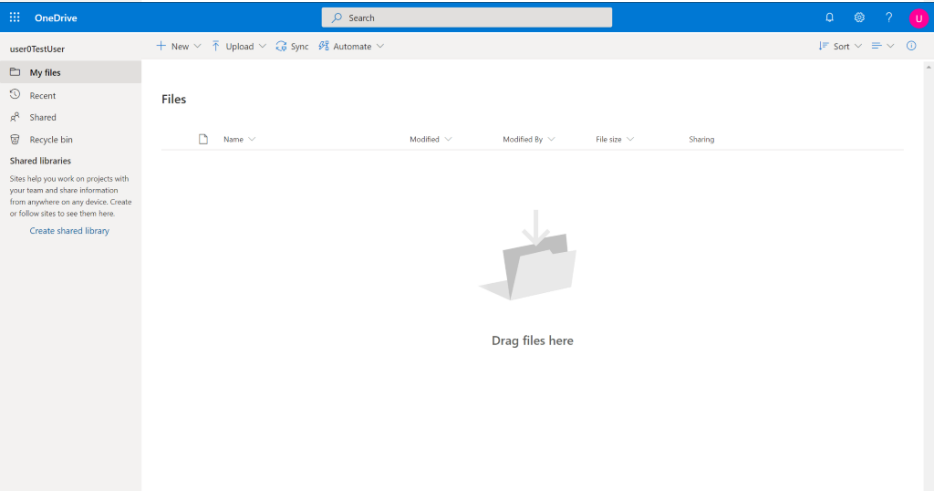 OneDrive
Search
?
U
user0TestUser
New
Upload
Sync
Automate
Sort
My files
Recent
Shared
Recycle bin
Shared libraries
Sites help you work on projects with
your team and share information
from anywhere on any device. Create
or follow sites to see them here.
Create shared library
Files
Name
Modified
Modified By
File size
Sharing
Drag files here